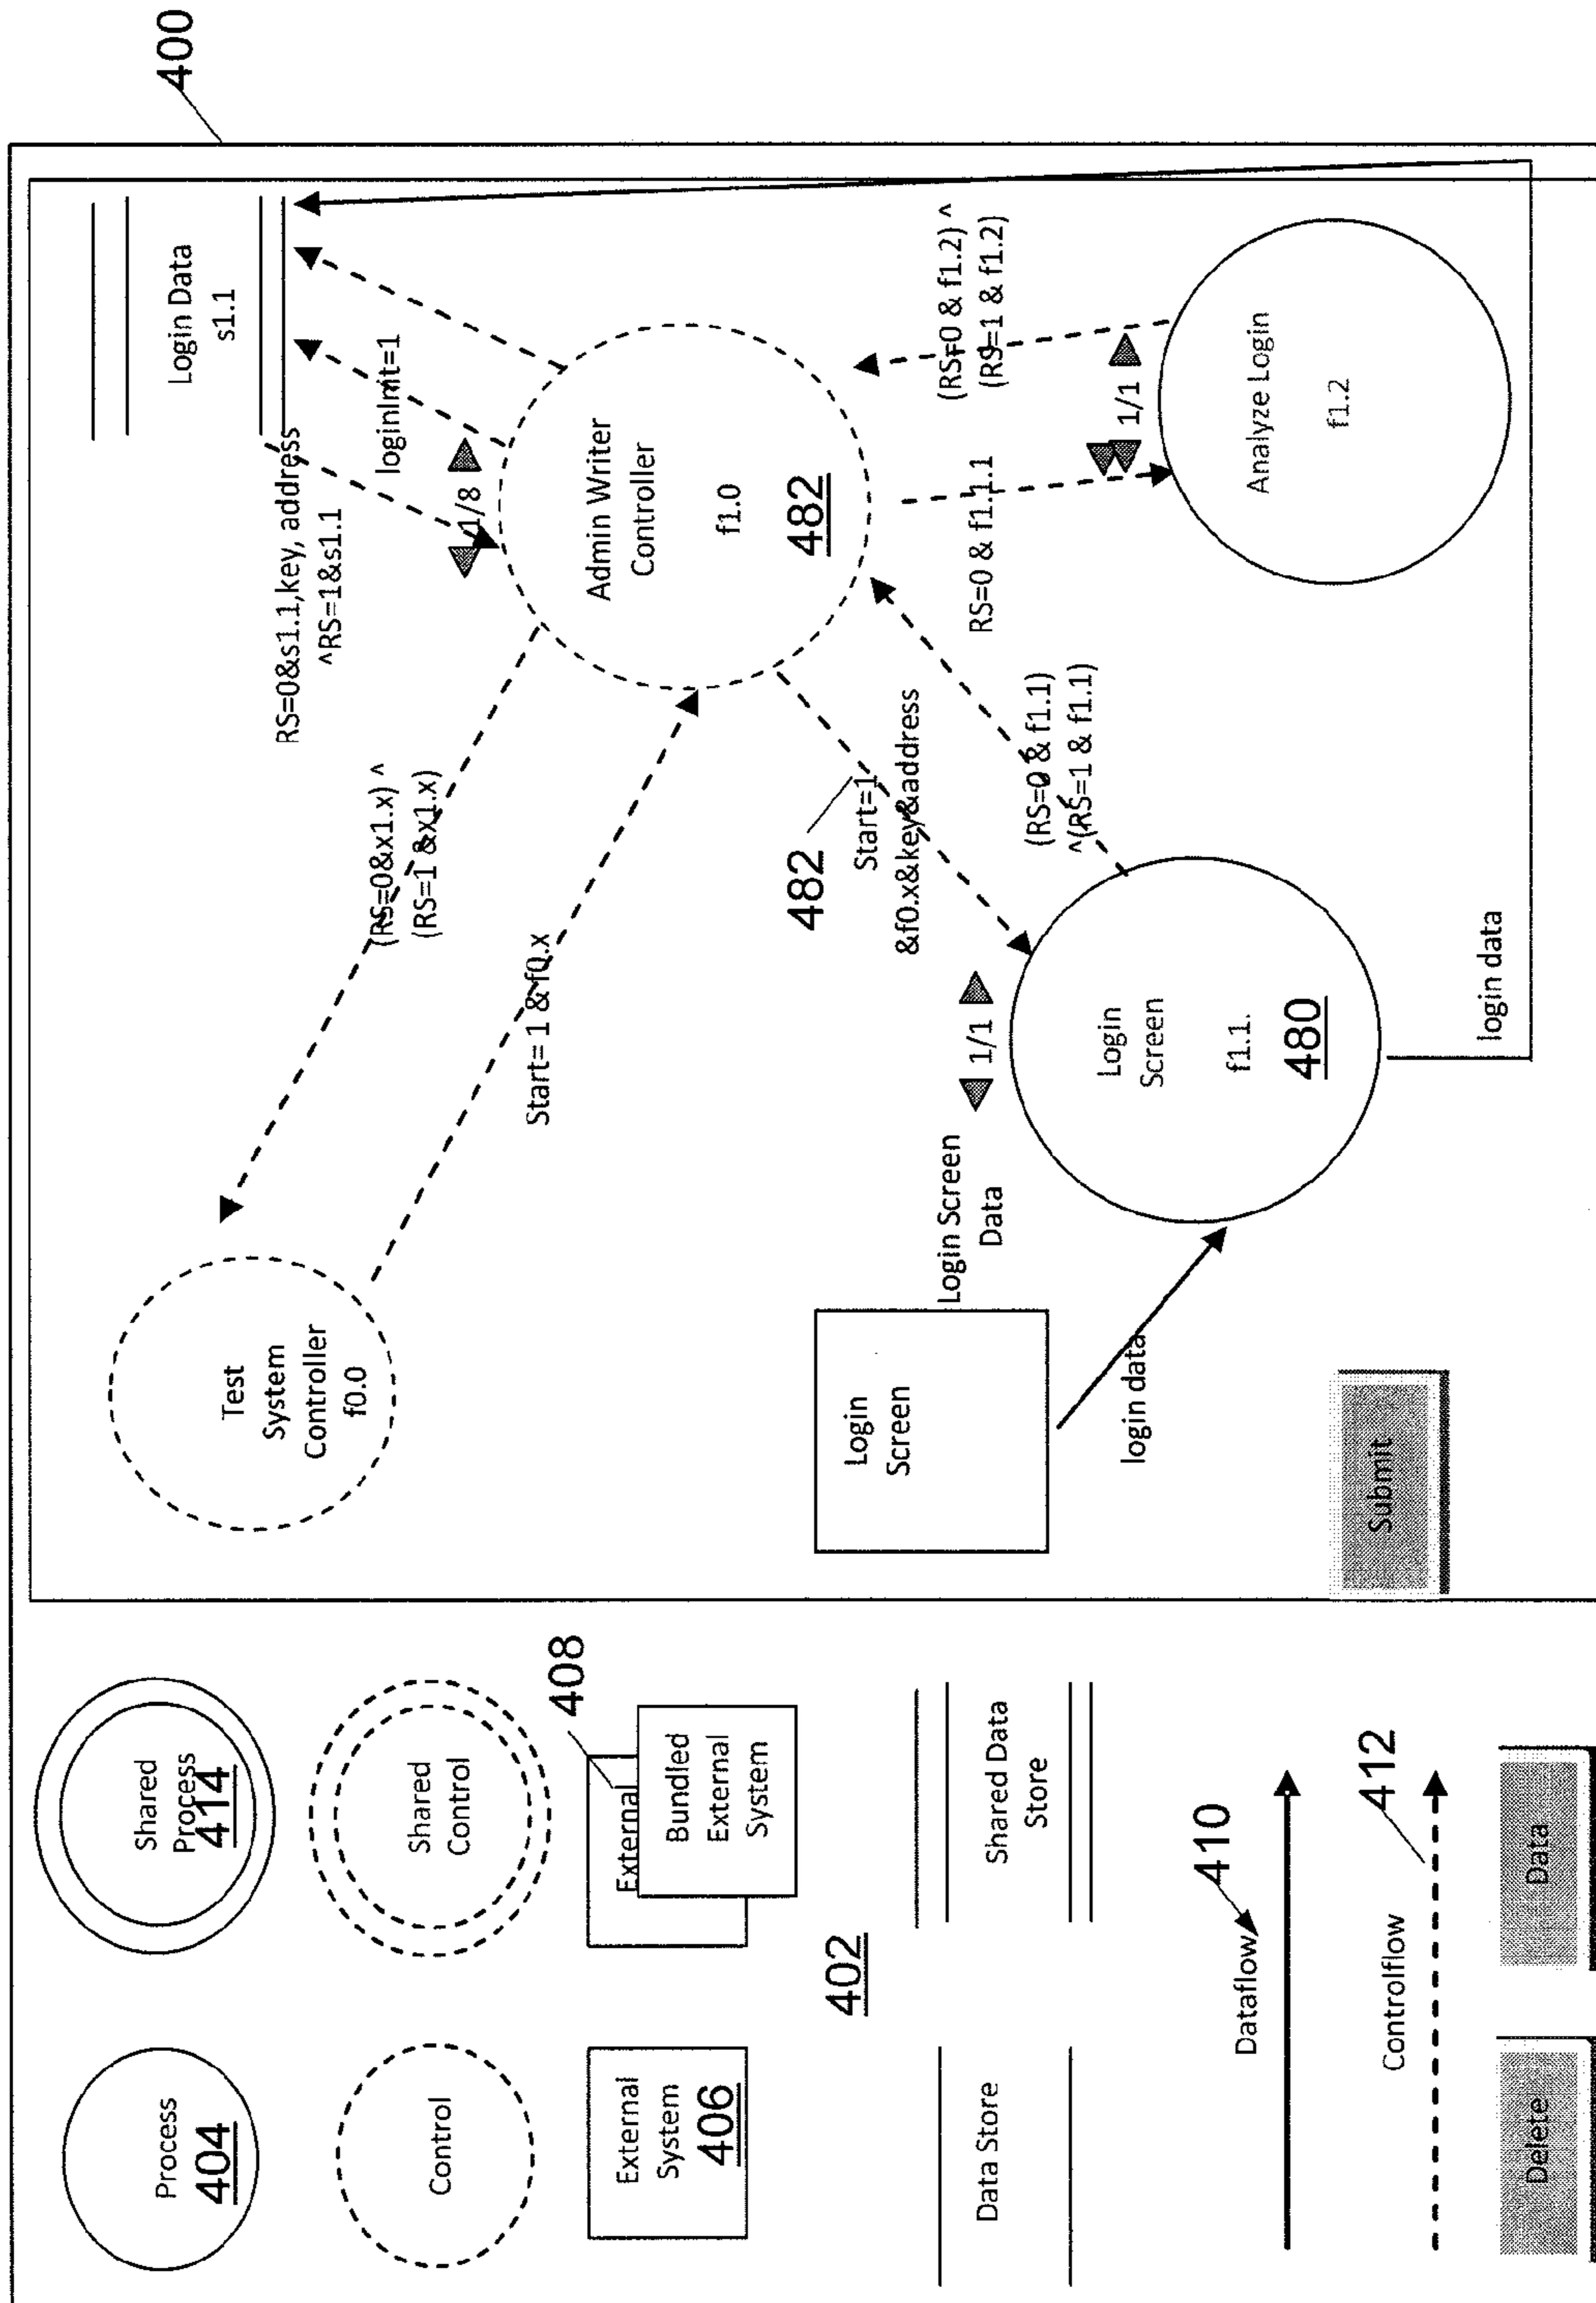 400
Process
404
Shared
Process
414
Control
Shared
Control
External
System
406
External
408
Bundled
External
System
402
Data Store
Shared Data
Store
Dataflow
410
Controlflow
412
Delete
Data
Test
System
Controller
f0.0
(RS=0&x1.x) ^
(RS=1 &x1.x)
Start= 1 & f0.x
RS=0&s1.1,key, address
^RS=1&s1.1
Login Data
s1.1
loginInit=1
1/8
Admin Writer
Controller
f1.0
482
482
Start=1
&f0.x&key&address
(RS=0 & f1.1)
^(RS=1 & f1.1)
RS=0 & f1.1.1
(RS=0 & f1.2) ^
(RS=1 & f1.2)
1/1
Analyze Login
f1.2
Login
Screen
Login Screen
Data
1/1
Login
Screen
f1.1.
480
login data
login data
Submit